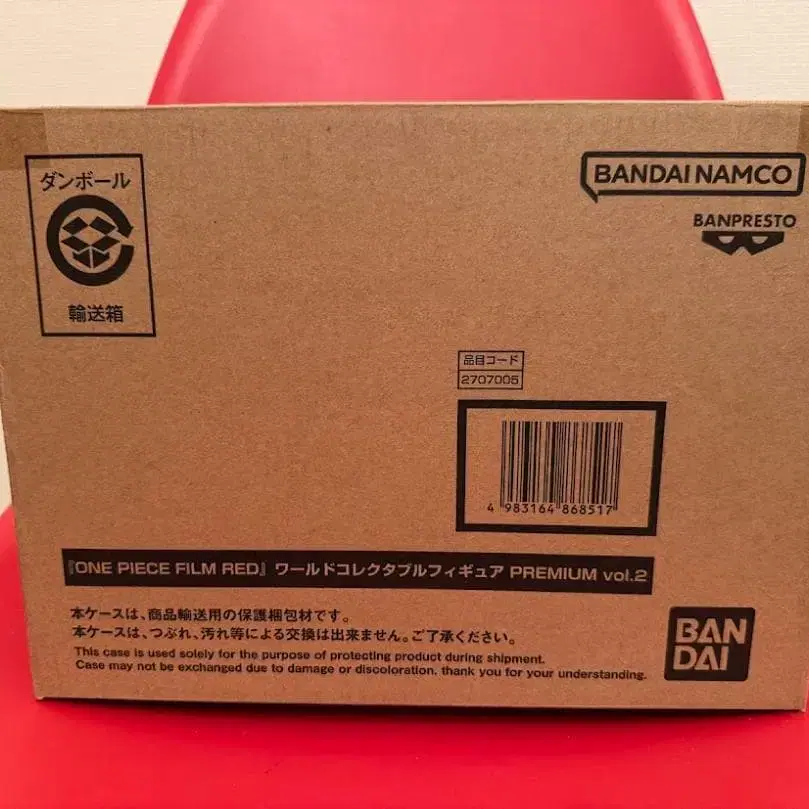 ダンボール
輸送箱
BANDAI NAMCO
BANPRESTO
品目コード
2707005
4 983164 868517
『ONE PIECE FILM RED』ワールドコレクタブルフィギュア PREMIUM vol.2
本ケースは、商品輸送用の保護梱包材です。
本ケースは、つぶれ、汚れ等による交換は出来ません。ご了承ください。
This case is used solely for the purpose of protecting product during shipment.
Case may not be exchanged due to damage or discoloration. thank you for your understanding.
BAN
DAI